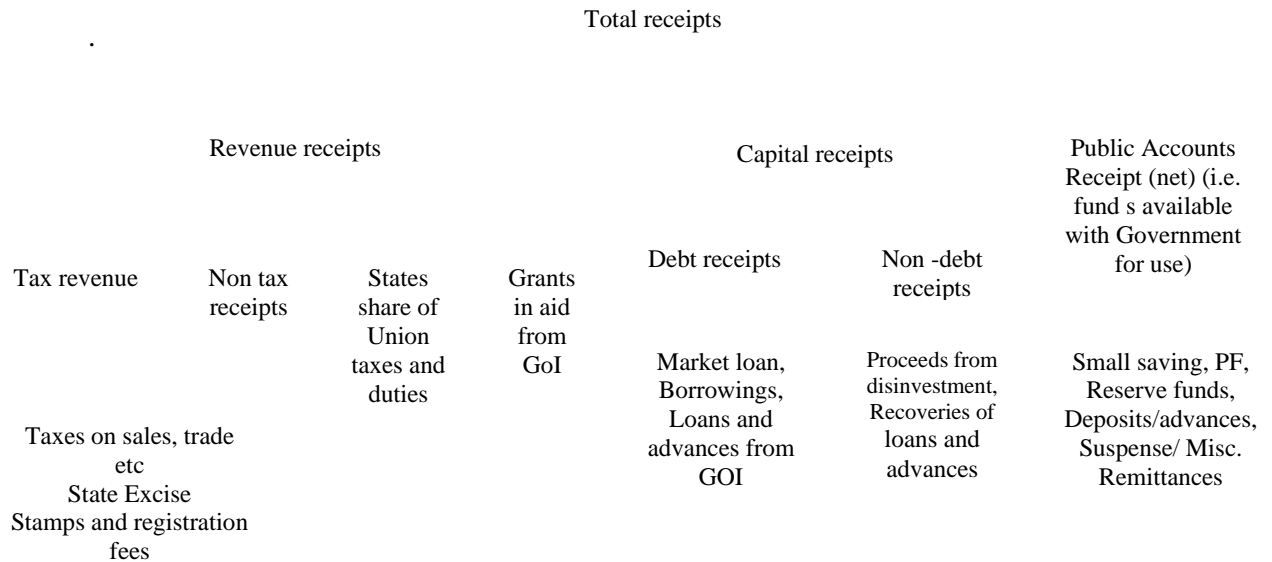 Total receipts
.
Revenue receipts
Capital receipts
Public Accounts
Receipt (net) (i.e.
fund s available
with Government
for use)
Tax revenue
Non tax
receipts
States
share of
Union
taxes and
duties
Grants
in aid
from
GoI
Debt receipts
Non -debt
receipts
Taxes on sales, trade
etc
State Excise
Stamps and registration
fees
Market loan,
Borrowings,
Loans and
advances from
GOI
Proceeds from
disinvestment,
Recoveries of
loans and
advances
Small saving, PF,
Reserve funds,
Deposits/advances,
Suspense/ Misc.
Remittances